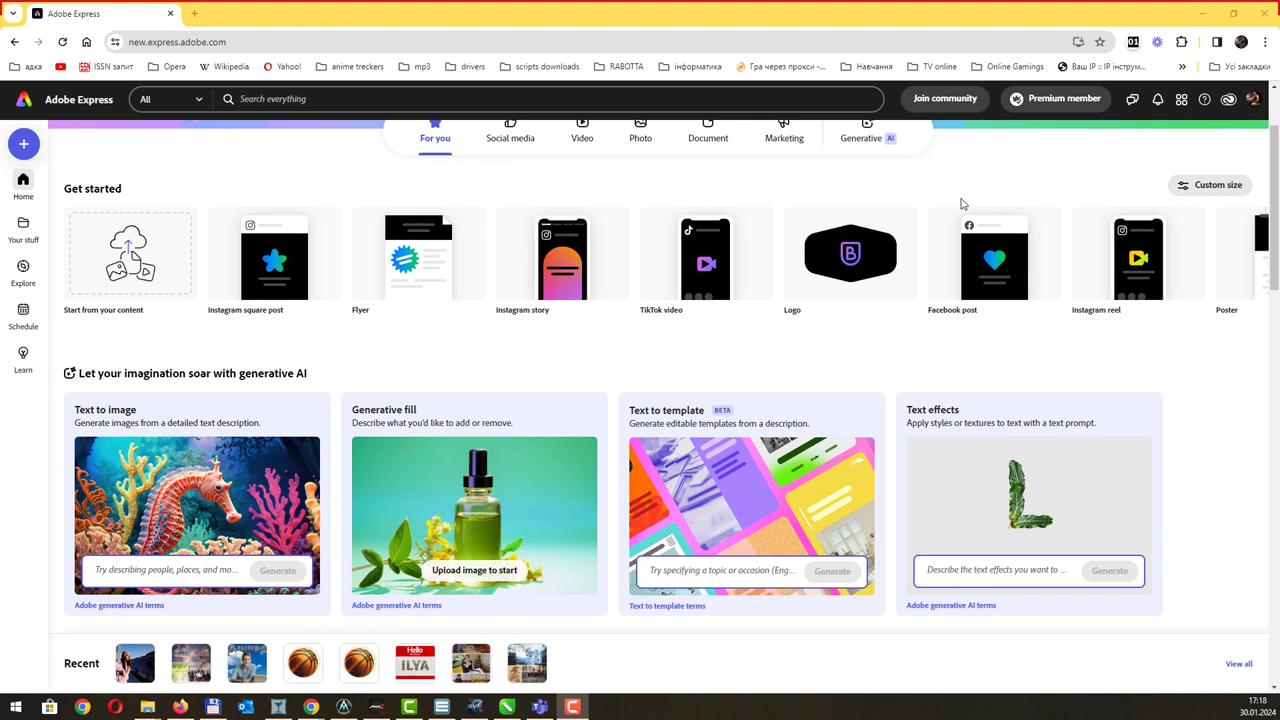 Adobe Express
new.express.adobe.com
адка
ISSN запит
Opera
Wikipedia
Yahoo!
anime treckers
mp3
drivers
scripts downloads
RABOTTA
інформатика
Гра через прокси -...
Навчання
TV online
Online Gamings
Ваш IP :: IP інструм...
»
Усі закладки
Adobe Express
All
Search everything
Join community
Premium member
For you
Social media
Video
Photo
Document
Marketing
Generative AI
Home
Your stuff
Explore
Schedule
Learn
Get started
Custom size
Start from your content
Instagram square post
Flyer
Instagram story
TikTok video
Logo
Facebook post
Instagram reel
Poster
Let your imagination soar with generative AI
Text to image
Generate images from a detailed text description.
Try describing people, places, and mo...
Generate
Adobe generative AI terms
Generative fill
Describe what you'd like to add or remove.
Upload image to start
Adobe generative AI terms
Text to template BETA
Generate editable templates from a description.
Try specifying a topic or occasion (Eng...
Generate
Text to template terms
Text effects
Apply styles or textures to text with a text prompt.
L
Describe the text effects you want to ...
Generate
Adobe generative AI terms
Recent
Hello
ILYA
View all
17:18
30.01.2024